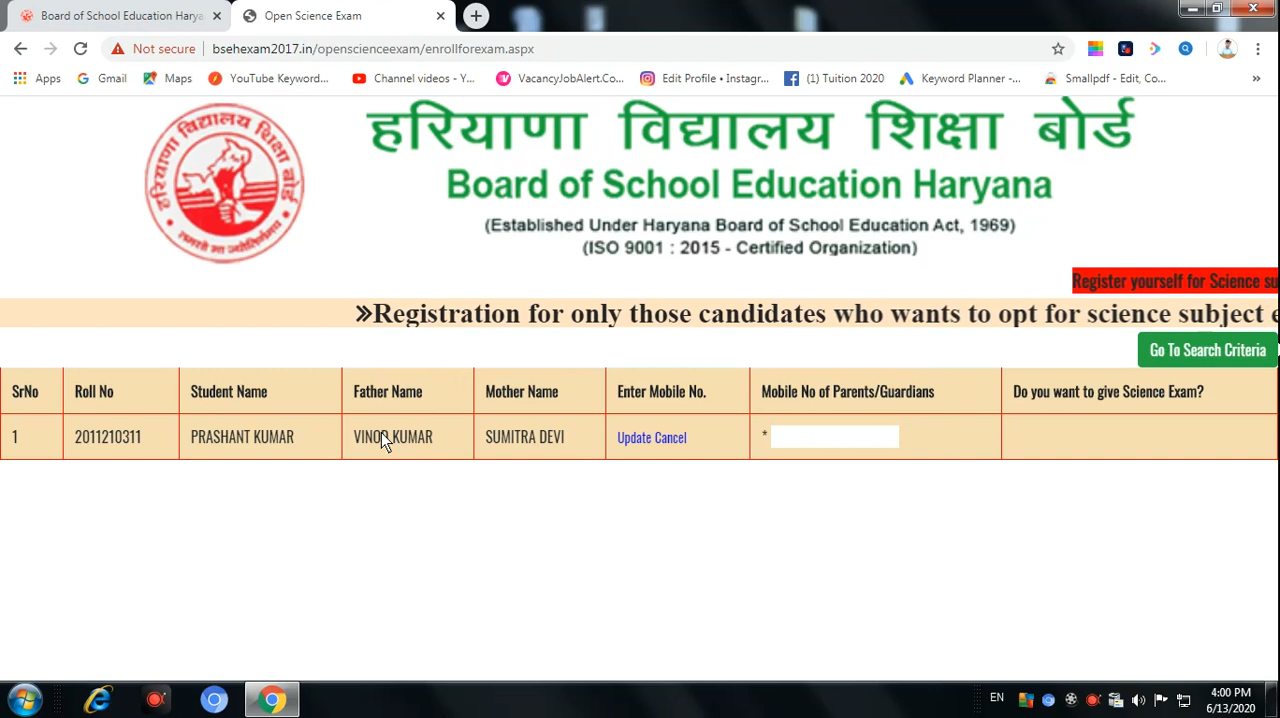 Board of School Education Harya
Open Science Exam
Not secure
bsehexam2017.in/openscienceexam/enrollforexam.aspx
Apps
Gmail
Maps
YouTube Keyword...
Channel videos - Y...
VacancyJobAlert.Co...
Edit Profile • Instagr...
(1) Tuition 2020
Keyword Planner -...
Smallpdf - Edit, Co...
हरियाणा विद्यालय शिक्षा बोर्ड
हरियाणा विद्यालय शिक्षा बोर्ड
Board of School Education Haryana
(Established Under Haryana Board of School Education Act, 1969)
(ISO 9001 : 2015 - Certified Organization)
Register yourself for Science su
»Registration for only those candidates who wants to opt for science subject e
Go To Search Criteria
SrNo Roll No Student Name Father Name Mother Name Enter Mobile No. Mobile No of Parents/Guardians Do you want to give Science Exam?
1 2011210311 PRASHANT KUMAR VINOD KUMAR SUMITRA DEVI Update Cancel *
EN
4:00 PM
6/13/2020